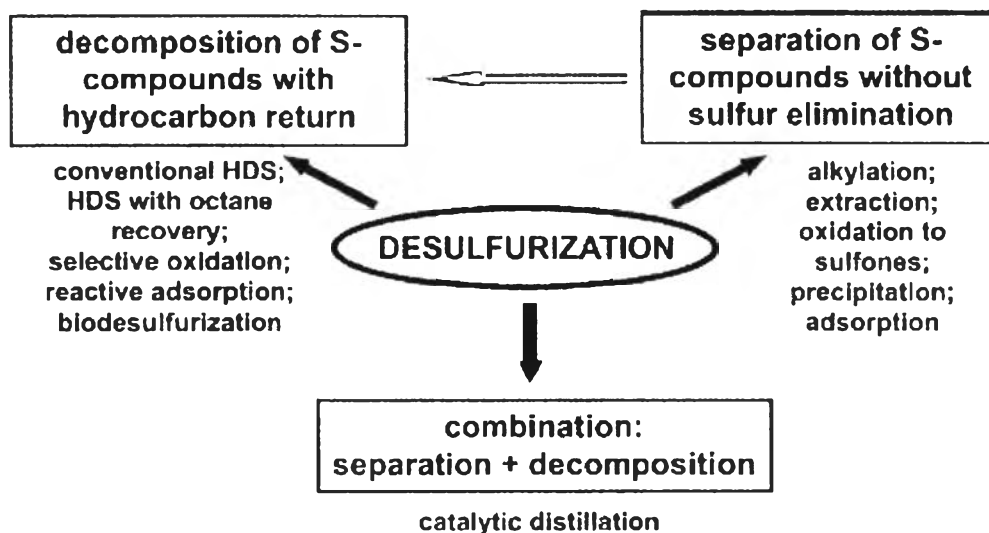 decomposition of S-
compounds with
hydrocarbon return
conventional HDS;
HDS with octane
recovery;
selective oxidation;
reactive adsorption;
biodesulfurization
separation of S-
compounds without
sulfur elimination
alkylation;
extraction;
oxidation to
sulfones;
precipitation;
adsorption
DESULFURIZATION
combination:
separation + decomposition
catalytic distillation